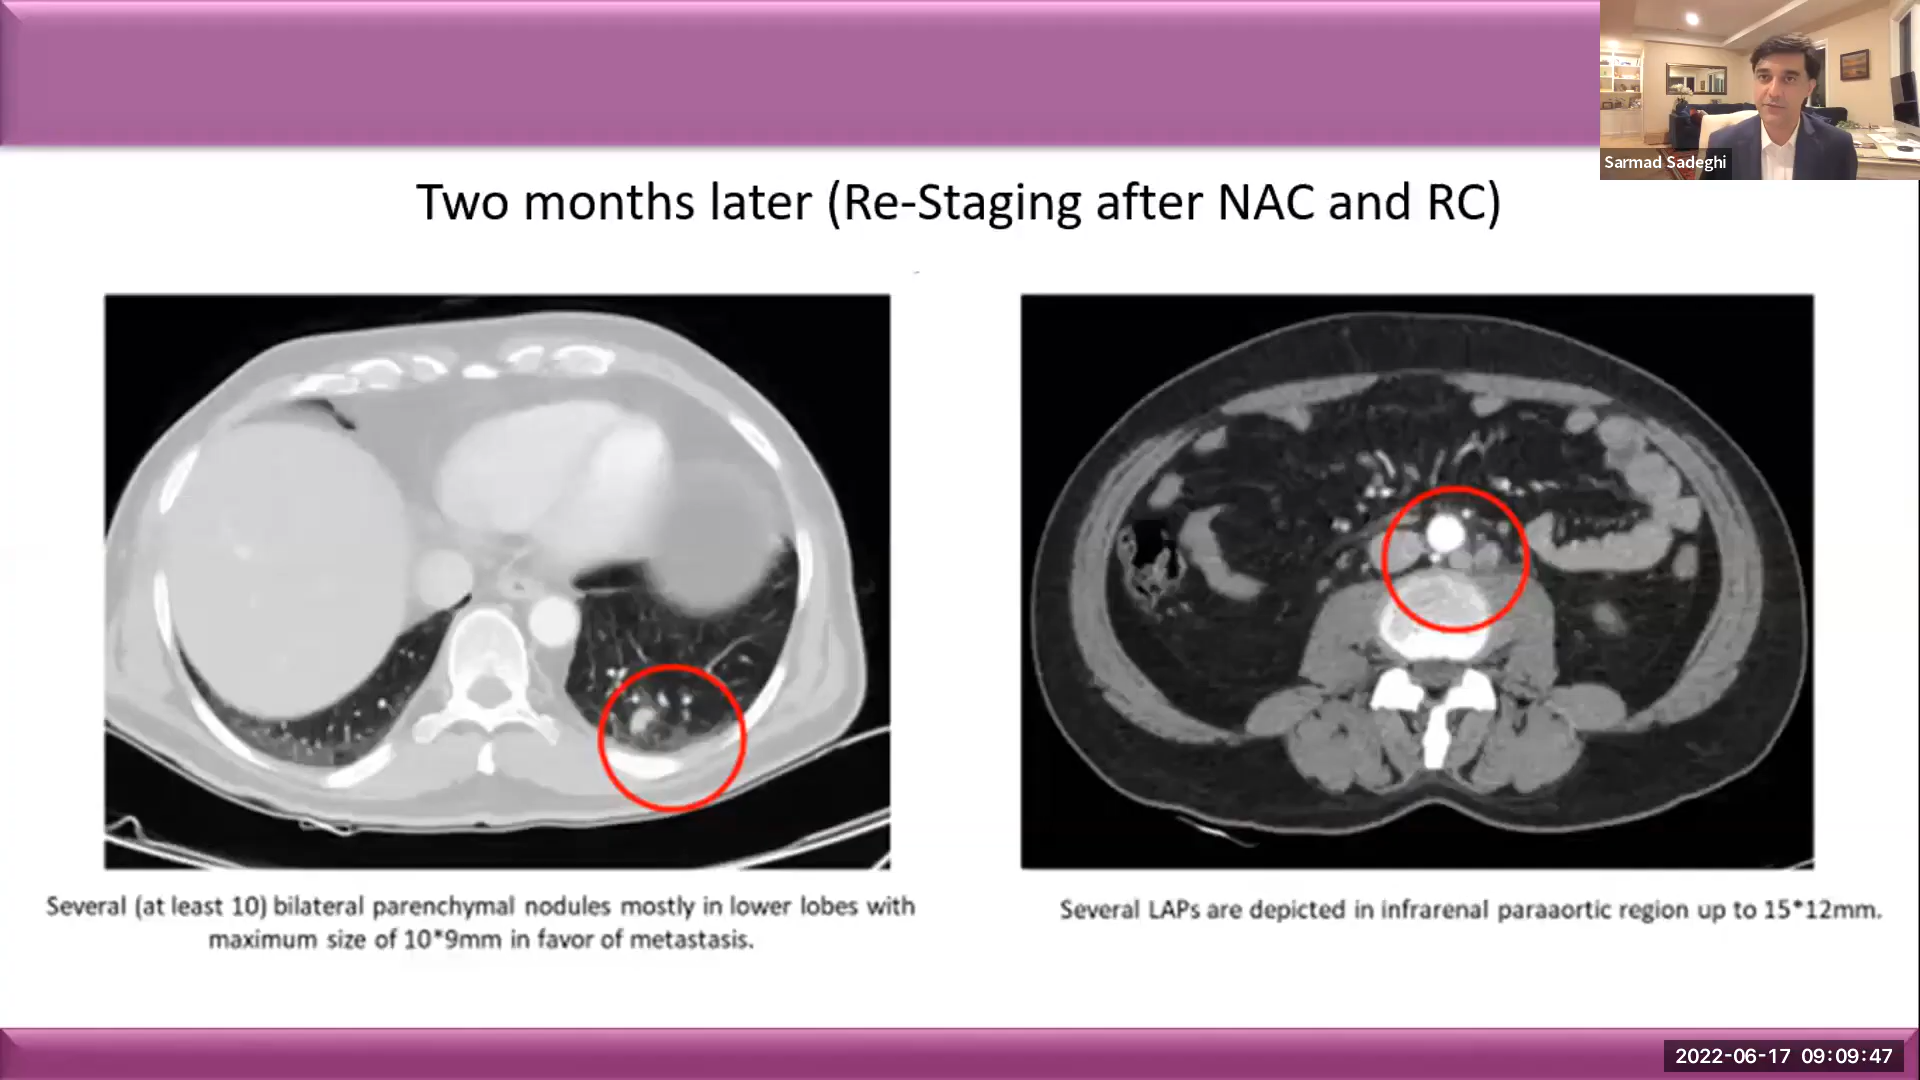 Sarmad Sadeghi
Two months later (Re-Staging after NAC and RC)
Several (at least 10) bilateral parenchymal nodules mostly in lower lobes with
maximum size of 10*9mm in favor of metastasis.
Several LAPs are depicted in infrarenal paraaortic region up to 15*12mm.
2022-06-17 09:09:47